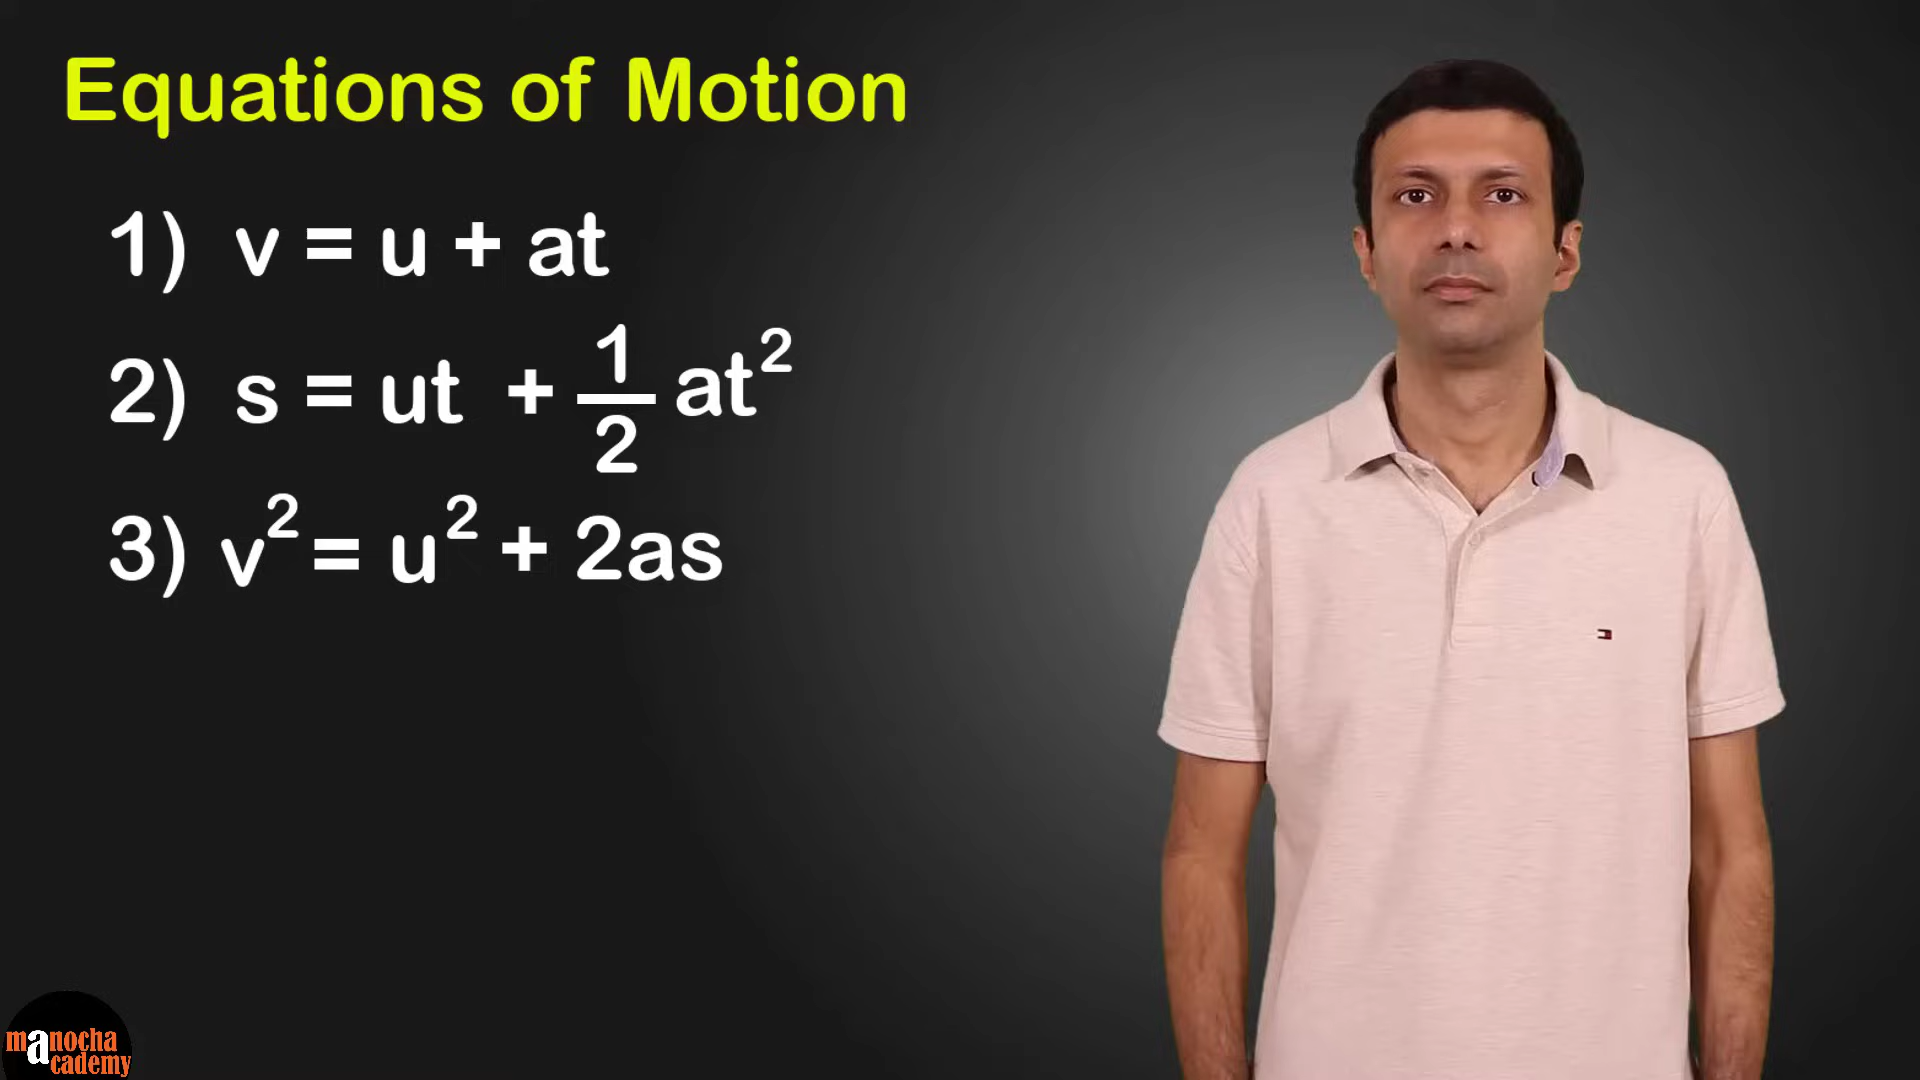 Equations of Motion
1) v = u + at
2) s = ut + 1/2 at²
3) v² = u² + 2as
manocha
academy